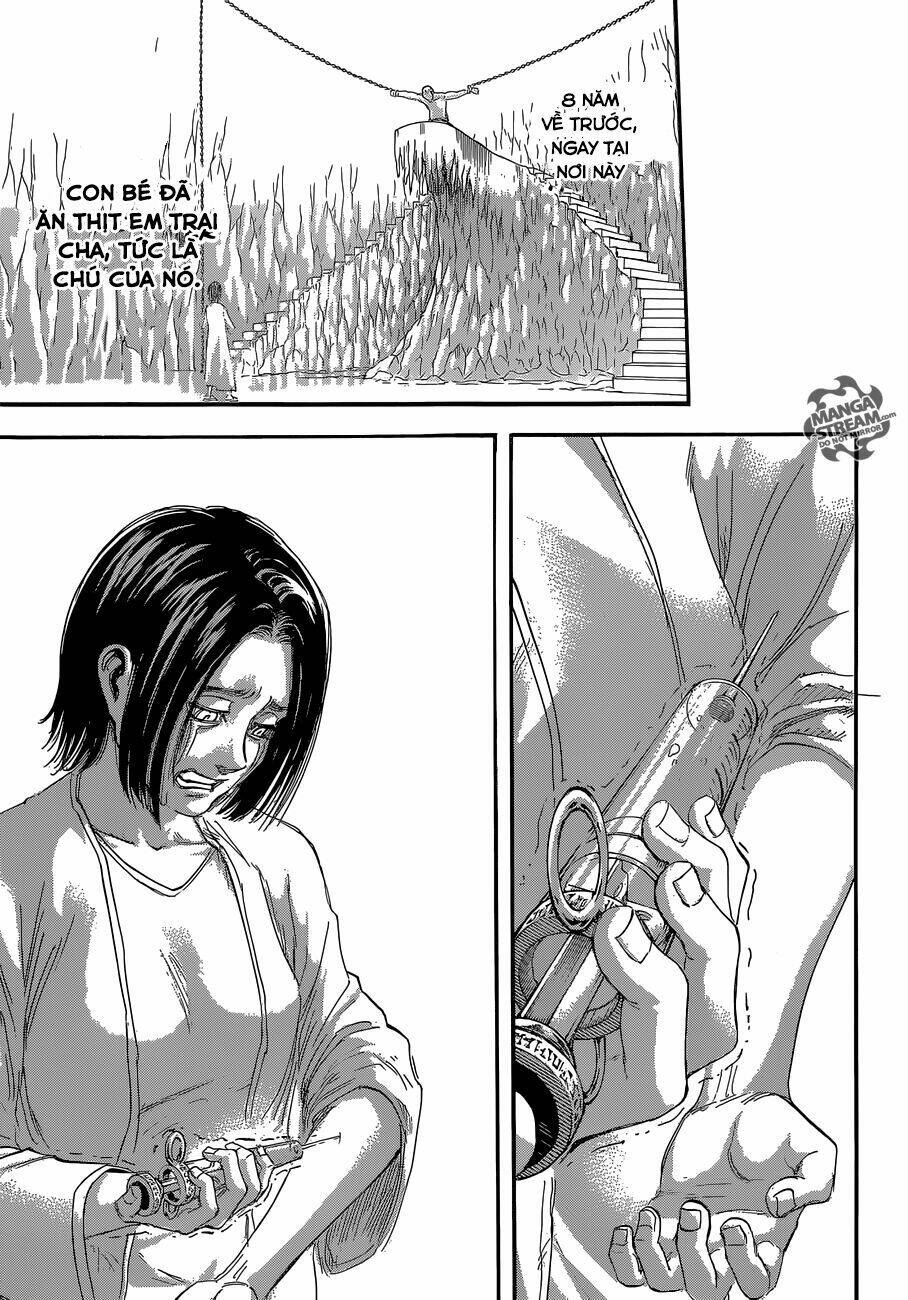 8 NĂM
VỀ TRƯỚC,
NGAY TẠI
NƠI NÀY
CON BÉ ĐÃ
ĂN THỊT EM TRAI
CHA, TỨC LÀ
CHÚ CỦA NÓ.
MANGA
STREAM.com
DO NOT MIRROR